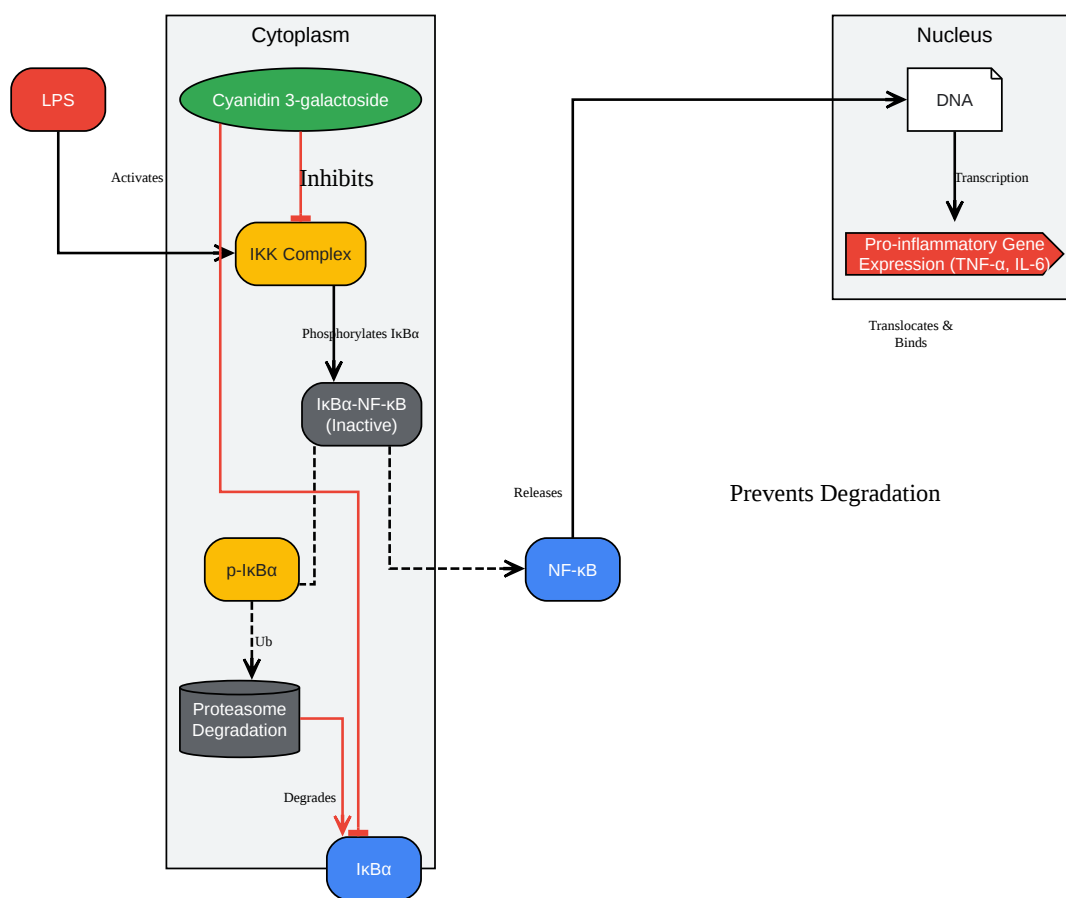 Cytoplasm
Nucleus
LPS
Cyanidin 3-galactoside
DNA
Activates
Inhibits
Transcription
IKK Complex
Pro-inflammatory Gene
Expression (TNF-α, IL-6)
Phosphorylates IκBα
Translocates &
Binds
IκBα-NF-κB
(Inactive)
Releases
Prevents Degradation
p-IκBα
NF-κB
Ub
Proteasome
Degradation
Degrades
IκBα